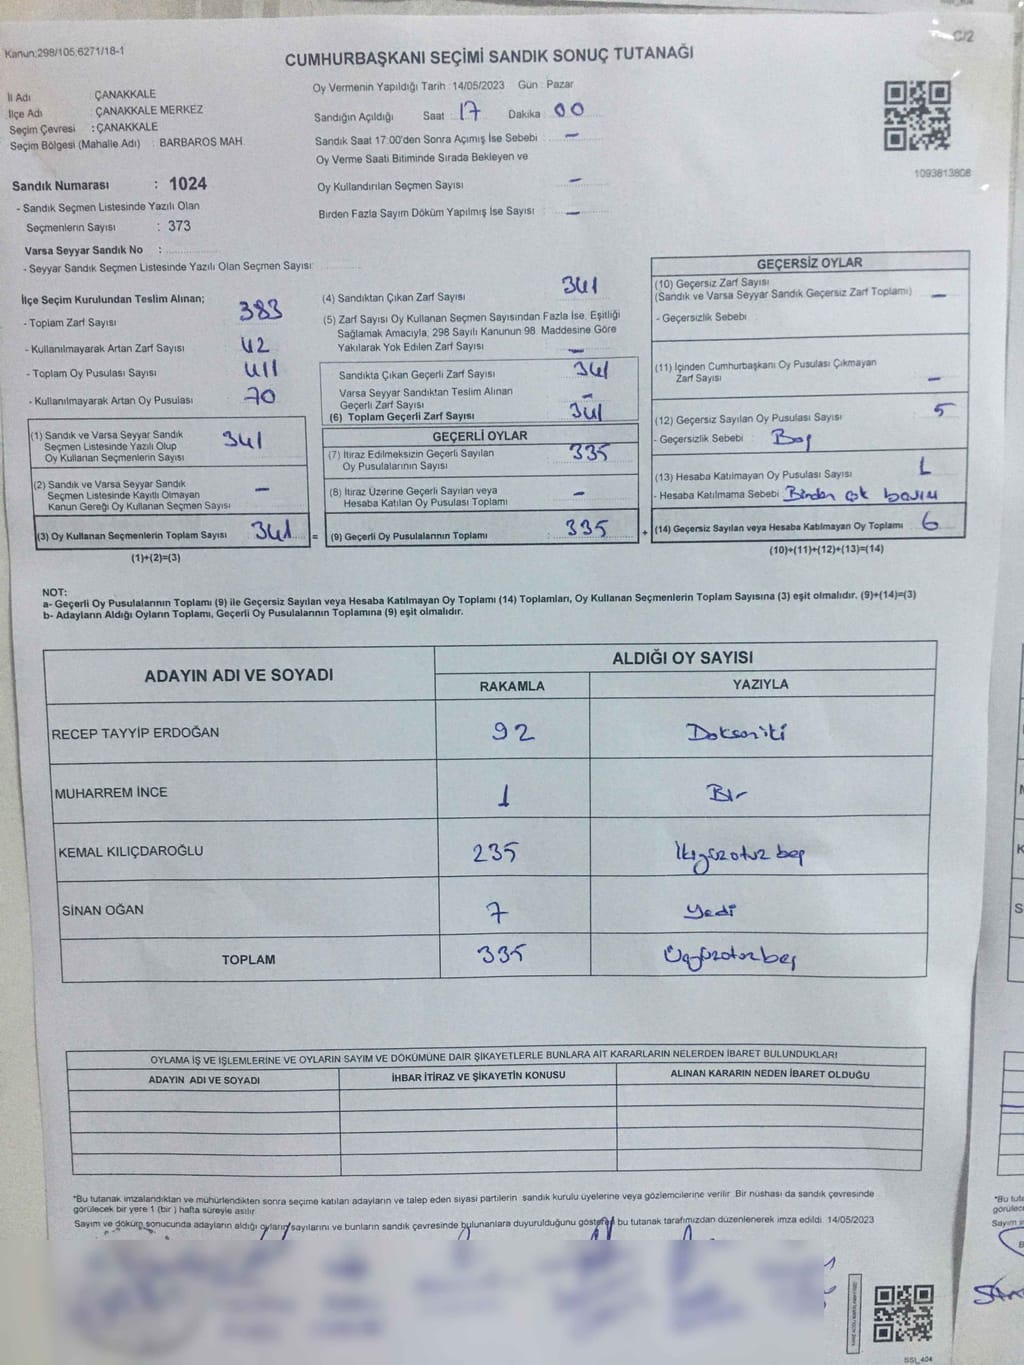 Kanun:298/105,6271/18-1
C/2
CUMHURBAŞKANI SEÇİMİ SANDIK SONUÇ TUTANAĞI
İl Adı : ÇANAKKALE
İlçe Adı : ÇANAKKALE MERKEZ
Seçim Çevresi : ÇANAKKALE
Seçim Bölgesi (Mahalle Adı) : BARBAROS MAH.
Sandık Numarası : 1024
- Sandık Seçmen Listesinde Yazılı Olan
Seçmenlerin Sayısı : 373
Varsa Seyyar Sandık No :
- Seyyar Sandık Seçmen Listesinde Yazılı Olan Seçmen Sayısı:
Oy Vermenin Yapıldığı Tarih : 14/05/2023 Gün : Pazar
Sandığın Açıldığı Saat : 17 Dakika : 00
Sandık Saat 17:00'den Sonra Açımış İse Sebebi : –
Oy Verme Saati Bitiminde Sırada Bekleyen ve
Oy Kullandırılan Seçmen Sayısı –
Birden Fazla Sayım Döküm Yapılmış İse Sayısı : –
1093813808
İlçe Seçim Kurulundan Teslim Alınan;
- Toplam Zarf Sayısı 383
- Kullanılmayarak Artan Zarf Sayısı 42
- Toplam Oy Pusulası Sayısı 411
- Kullanılmayarak Artan Oy Pusulası 70
(1) Sandık ve Varsa Seyyar Sandık
Seçmen Listesinde Yazılı Olup
Oy Kullanan Seçmenlerin Sayısı 341
(2) Sandık ve Varsa Seyyar Sandık
Seçmen Listesinde Kayıtlı Olmayan
Kanun Gereği Oy Kullanan Seçmen Sayısı –
(3) Oy Kullanan Seçmenlerin Toplam Sayısı 341 =
(1)+(2)=(3)
(4) Sandıktan Çıkan Zarf Sayısı 341
(5) Zarf Sayısı Oy Kullanan Seçmen Sayısından Fazla İse, Eşitliği
Sağlamak Amacıyla, 298 Sayılı Kanunun 98. Maddesine Göre
Yakılarak Yok Edilen Zarf Sayısı –
Sandıkta Çıkan Geçerli Zarf Sayısı 341
Varsa Seyyar Sandıktan Teslim Alınan
Geçerli Zarf Sayısı –
(6) Toplam Geçerli Zarf Sayısı 341
GEÇERLİ OYLAR
(7) İtiraz Edilmeksizin Geçerli Sayılan
Oy Pusulalarının Sayısı 335
(8) İtiraz Üzerine Geçerli Sayılan veya
Hesaba Katılan Oy Pusulası Toplamı –
(9) Geçerli Oy Pusulalarının Toplamı : 335 +
GEÇERSİZ OYLAR
(10) Geçersiz Zarf Sayısı
(Sandık ve Varsa Seyyar Sandık Geçersiz Zarf Toplamı) –
- Geçersizlik Sebebi :
(11) İçinden Cumhurbaşkanı Oy Pusulası Çıkmayan
Zarf Sayısı –
(12) Geçersiz Sayılan Oy Pusulası Sayısı 5
- Geçersizlik Sebebi : Boş
(13) Hesaba Katılmayan Oy Pusulası Sayısı 1
- Hesaba Katılmama Sebebi Birden çok basım
(14) Geçersiz Sayılan veya Hesaba Katılmayan Oy Toplamı 6
(10)+(11)+(12)+(13)=(14)
NOT:
a- Geçerli Oy Pusulalarının Toplamı (9) ile Geçersiz Sayılan veya Hesaba Katılmayan Oy Toplamı (14) Toplamları, Oy Kullanan Seçmenlerin Toplam Sayısına (3) eşit olmalıdır. (9)+(14)=(3)
b- Adayların Aldığı Oyların Toplamı, Geçerli Oy Pusulalarının Toplamına (9) eşit olmalıdır.
ADAYIN ADI VE SOYADI
ALDIĞI OY SAYISI
RAKAMLA YAZIYLA
RECEP TAYYİP ERDOĞAN 92 Doksaniki
MUHARREM İNCE 1 Bir
KEMAL KILIÇDAROĞLU 235 İkiyüzotuzbeş
SİNAN OĞAN 7 Yedi
TOPLAM 335 Üçyüzotuzbeş
OYLAMA İŞ VE İŞLEMLERİNE VE OYLARIN SAYIM VE DÖKÜMÜNE DAİR ŞİKAYETLERLE BUNLARA AİT KARARLARIN NELERDEN İBARET BULUNDUKLARI
ADAYIN ADI VE SOYADI İHBAR İTİRAZ VE ŞİKAYETİN KONUSU ALINAN KARARIN NEDEN İBARET OLDUĞU
*Bu tutanak imzalandıktan ve mühürlendikten sonra seçime katılan adayların ve talep eden siyasi partilerin sandık kurulu üyelerine veya gözlemcilerine verilir. Bir nüshası da sandık çevresinde
görülecek bir yere 1 (bir) hafta süreyle asılır.
Sayım ve döküm sonucunda adayların aldığı oyların sayılarını ve bunların sandık çevresinde bulunanlara duyurulduğunu gösteren bu tutanak tarafımızdan düzenlenerek imza edildi. 14/05/2023
SSI_404